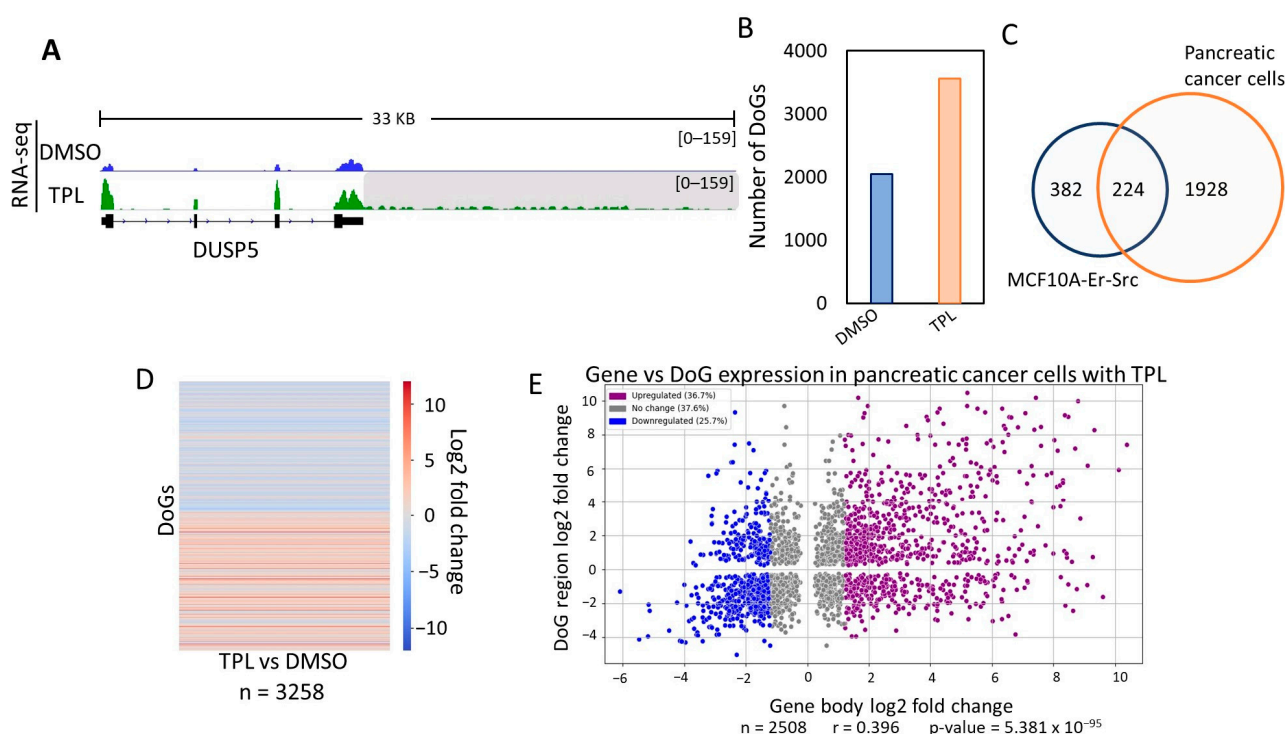 A
33 KB
RNA-seq
DMSO
[0–159]
TPL
[0–159]
DUSP5
B
Number of DoGs
4000
3000
2000
1000
0
DMSO
TPL
C
Pancreatic
cancer cells
382
224
1928
MCF10A-Er-Src
D
DoGs
10
5
0
−5
−10
Log2 fold change
TPL vs DMSO
n = 3258
E
Gene vs DoG expression in pancreatic cancer cells with TPL
Upregulated (36.7%)
No change (37.6%)
Downregulated (25.7%)
DoG region log2 fold change
10
8
6
4
2
0
−2
−4
−6
−4
−2
0
2
4
6
8
10
Gene body log2 fold change
n = 2508 r = 0.396 p-value = 5.381 x 10⁻⁹⁵